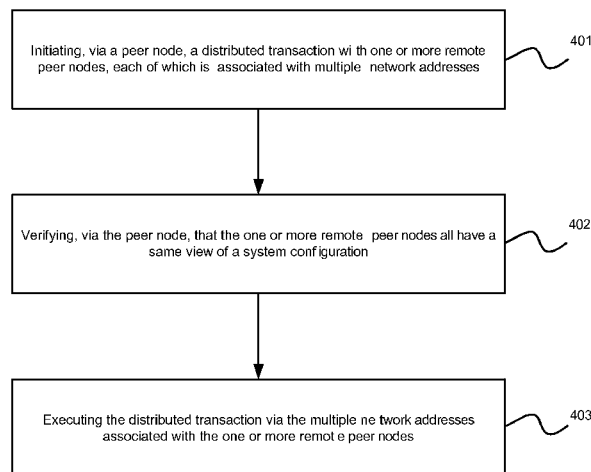 Initiating, via a peer node, a distributed transaction wi th one or more remote
peer nodes, each of which is associated with multiple network addresses
401
Verifying, via the peer node, that the one or more remote peer nodes all have a
same view of a system configuration
402
Executing the distributed transaction via the multiple ne twork addresses
associated with the one or more remot e peer nodes
403